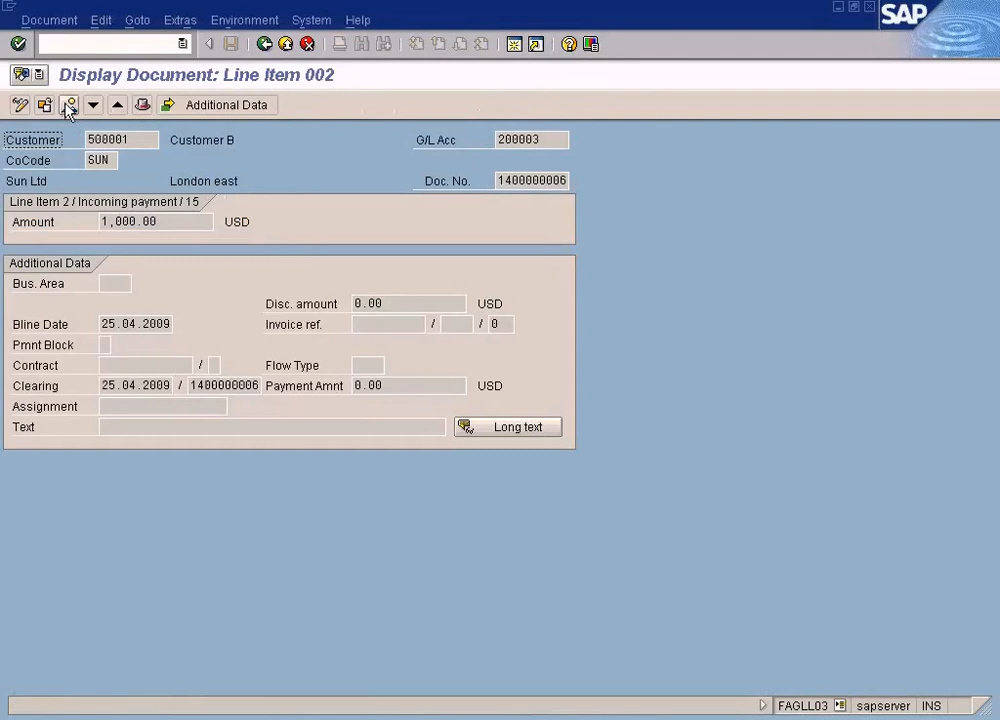 Document Edit Goto Extras Environment System Help
SAP
Display Document: Line Item 002
Additional Data
Customer 500001 Customer B G/L Acc 200003
CoCode SUN
Sun Ltd London east Doc. No. 1400000006
Line Item 2 / Incoming payment / 15
Amount 1,000.00 USD
Additional Data
Bus. Area
Disc. amount 0.00 USD
Bline Date 25.04.2009 Invoice ref. / / 0
Pmnt Block
Contract / Flow Type
Clearing 25.04.2009 / 1400000006 Payment Amnt 0.00 USD
Assignment
Text Long text
FAGLL03 sapserver INS